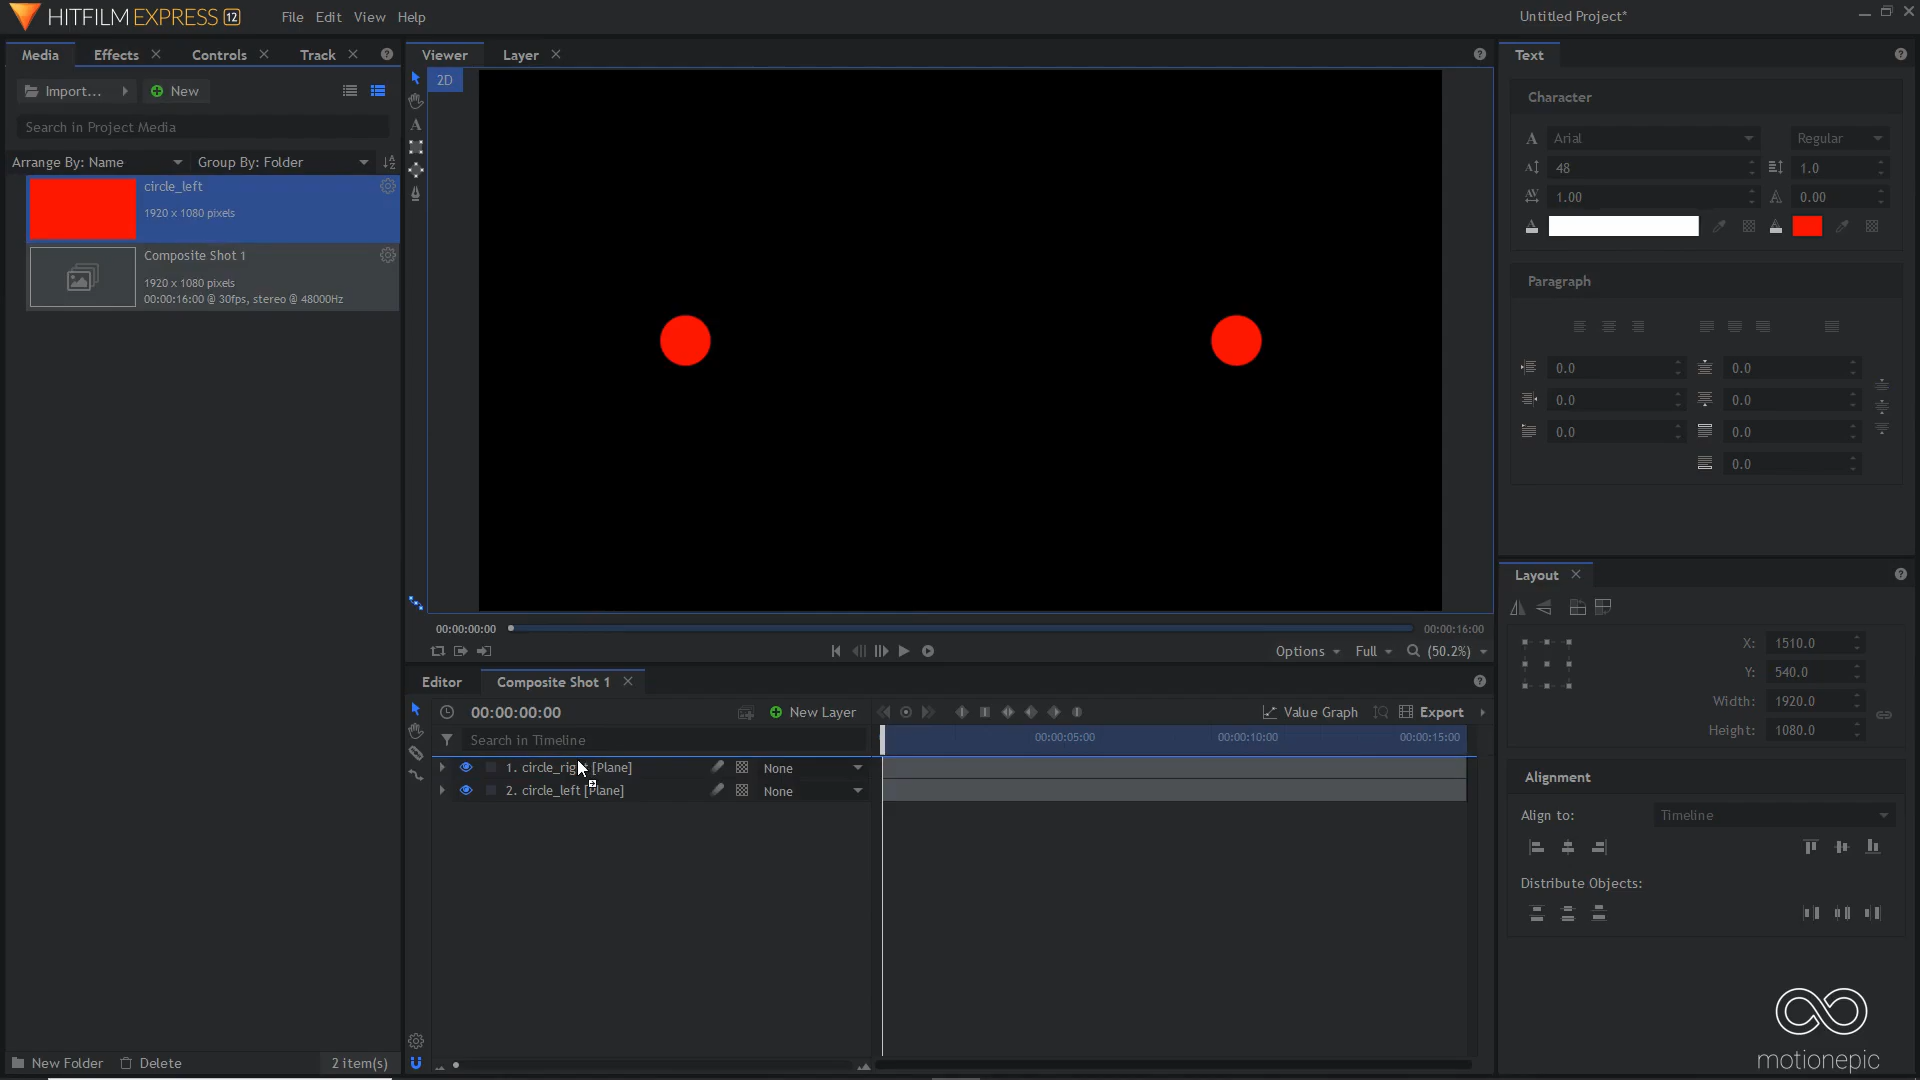 HITFILM EXPRESS 12
File Edit View Help
Untitled Project*
Media Effects Controls Track
Viewer Layer
Text
2D
Import... New
Search in Project Media
Arrange By: Name Group By: Folder
circle_left
1920 x 1080 pixels
Composite Shot 1
1920 x 1080 pixels
00:00:16:00 @ 30fps, stereo @ 48000Hz
New Folder Delete 2 item(s)
00:00:00:00 00:00:16:00
Options Full (50.2%)
Editor Composite Shot 1
00:00:00:00 New Layer Value Graph Export
Search in Timeline
00:00:05:00 00:00:10:00 00:00:15:00
1. circle_right [Plane] None
2. circle_left [Plane] None
Character
Arial Regular
48 1.0
1.00 0.00
Paragraph
0.0 0.0
0.0 0.0
0.0 0.0
0.0
Layout
X: 1510.0
Y: 540.0
Width: 1920.0
Height: 1080.0
Alignment
Align to: Timeline
Distribute Objects:
motionepic